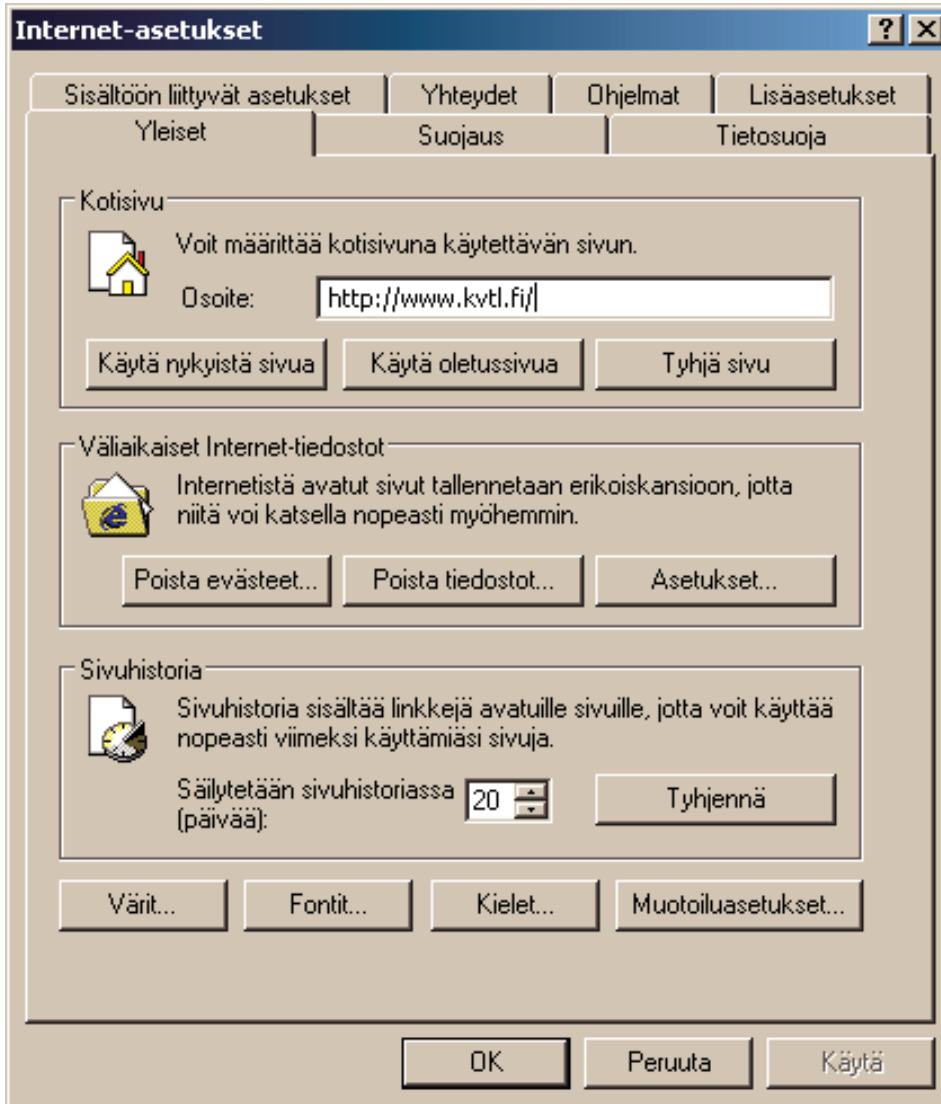 Internet-asetukset
Sisältöön liittyvät asetukset Yhteydet Ohjelmat Lisäasetukset
Yleiset Suojaus Tietosuoja
Kotisivu
Voit määrittää kotisivuna käytettävän sivun.
Osoite: http://www.kvtl.fi/
Käytä nykyistä sivua Käytä oletussivua Tyhjä sivu
Väliaikaiset Internet-tiedostot
Internetistä avatut sivut tallennetaan erikoiskansioon, jotta
niitä voi katsella nopeasti myöhemmin.
Poista evästeet... Poista tiedostot... Asetukset...
Sivuhistoria
Sivuhistoria sisältää linkkejä avatuille sivuille, jotta voit käyttää
nopeasti viimeksi käyttämiäsi sivuja.
Säilytetään sivuhistoriassa 20 Tyhjennä
(päivää):
Värit... Fontit... Kielet... Muotoiluasetukset...
OK Peruuta Käytä